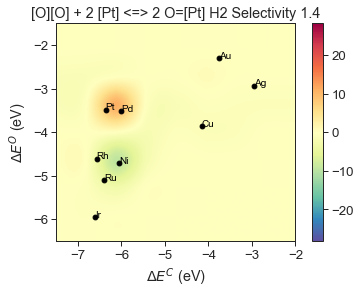 [O][O] + 2 [Pt] <=> 2 O=[Pt] H2 Selectivity 1.4
−2
−3
−4
−5
−6
ΔE^O (eV)
Au
Ag
Pt
Pd
Cu
Rh
Ni
Ru
Ir
−7
−6
−5
−4
−3
−2
ΔE^C (eV)
20
10
0
−10
−20